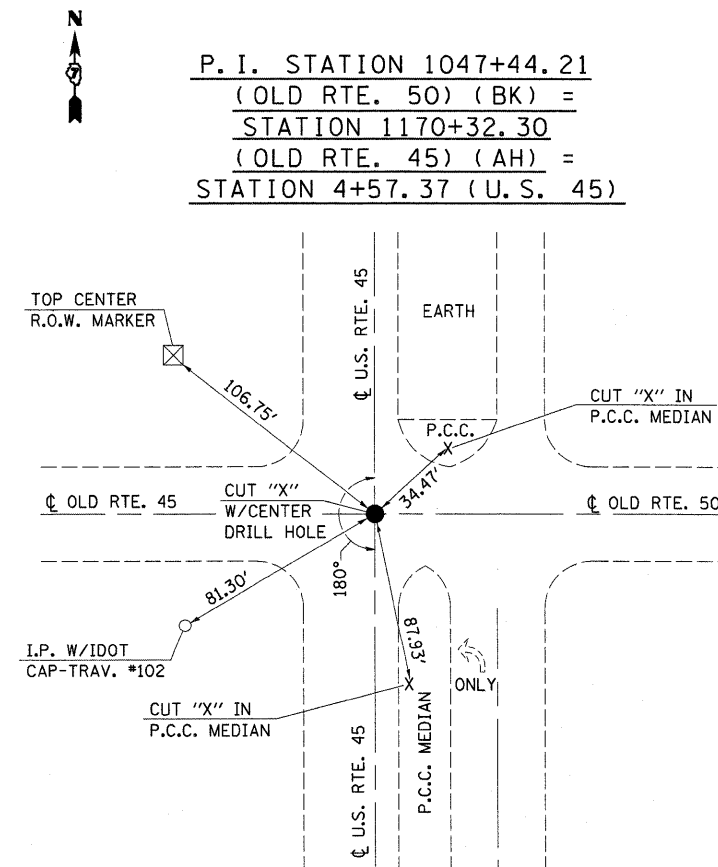 N
P. I. STATION 1047+44.21
(OLD RTE. 50) (BK) =
STATION 1170+32.30
(OLD RTE. 45) (AH) =
STATION 4+57.37 (U.S. 45)
TOP CENTER
R.O.W. MARKER
℄ U.S. RTE. 45
EARTH
106.75'
CUT "X" IN
P.C.C. MEDIAN
P.C.C.
X
34.47'
℄ OLD RTE. 45
CUT "X"
W/CENTER
DRILL HOLE
℄ OLD RTE. 50
180°
81.30'
I.P. W/IDOT
CAP-TRAV. #102
87.93'
X
ONLY
CUT "X" IN
P.C.C. MEDIAN
℄ U.S. RTE. 45
P.C.C. MEDIAN